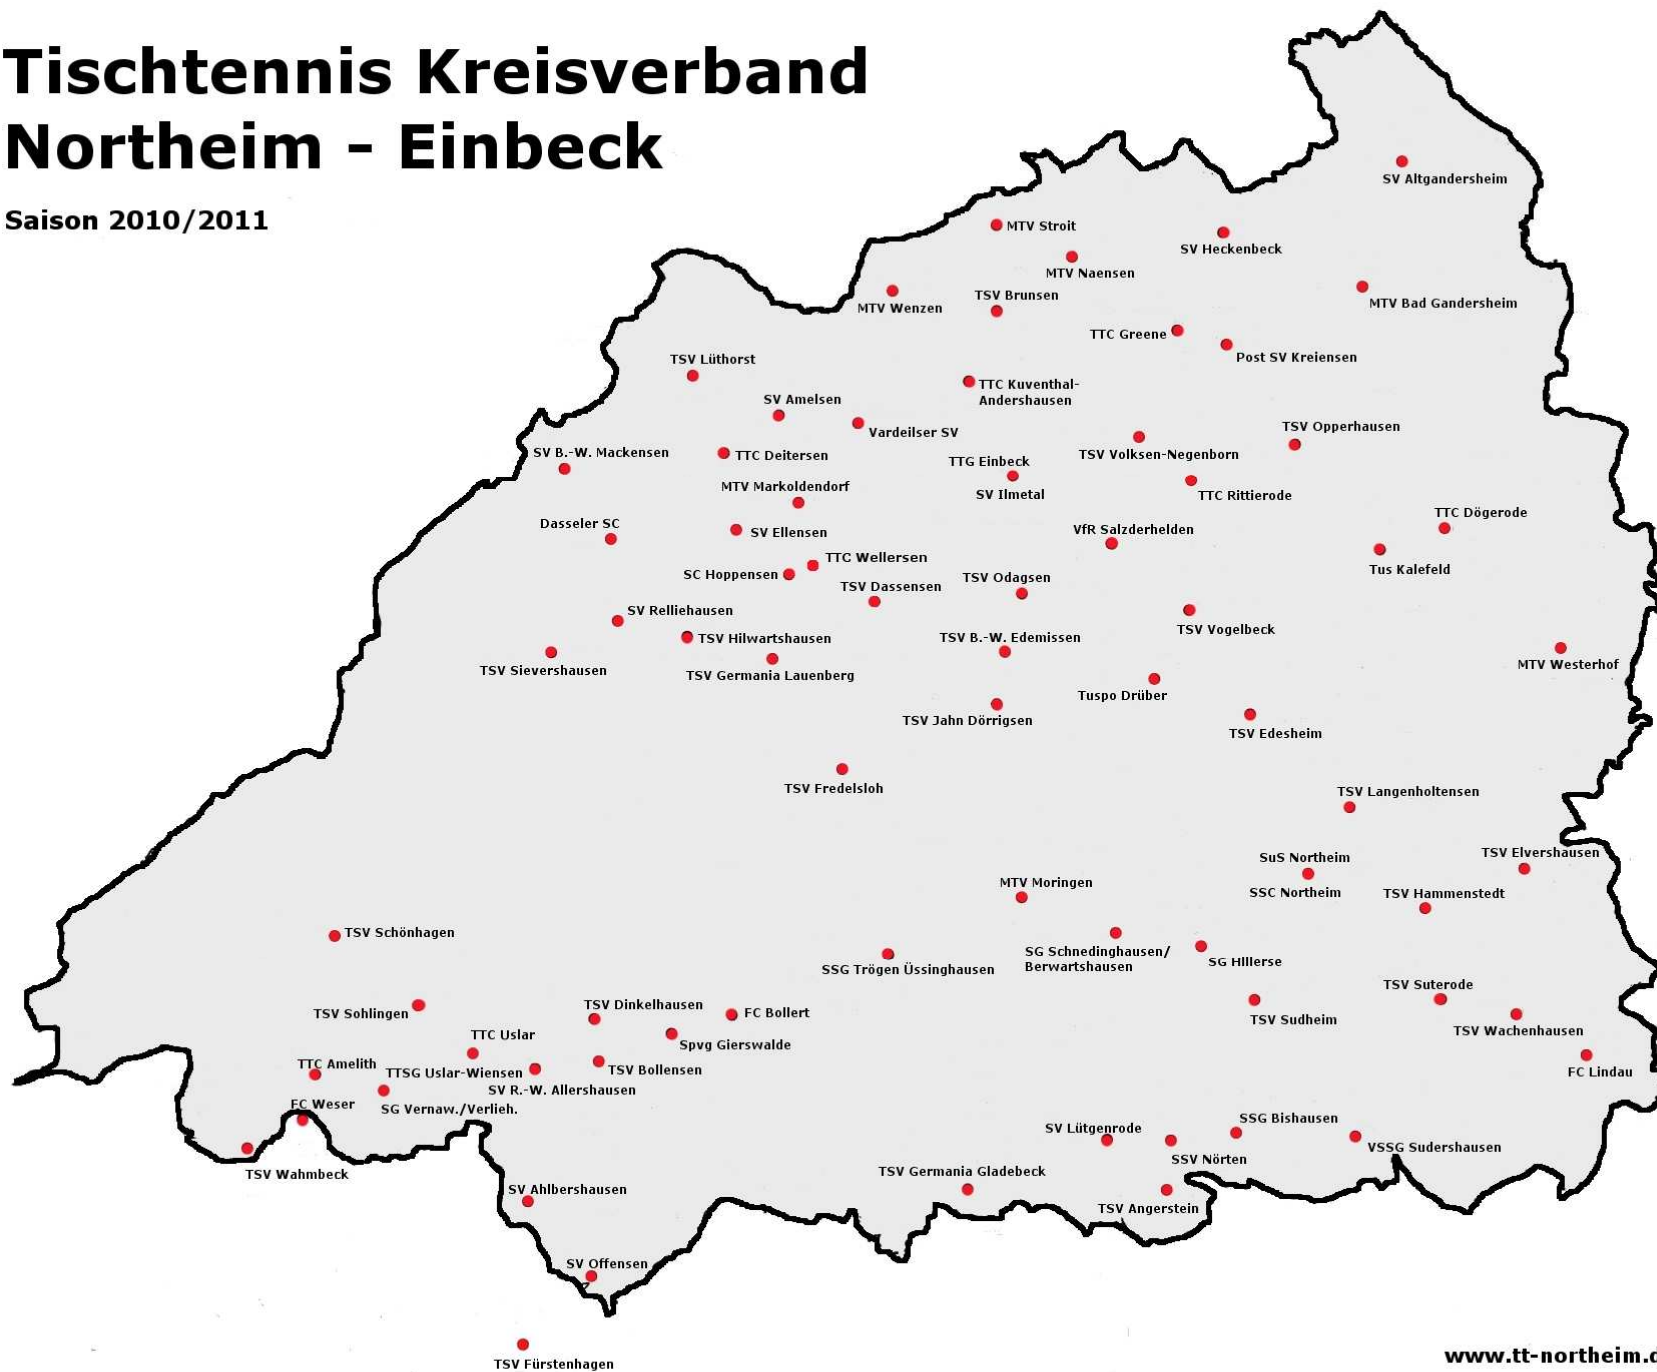 Tischtennis Kreisverband
Northeim - Einbeck
Saison 2010/2011
SV Altgandersheim
MTV Stroit
SV Heckenbeck
MTV Naensen
TSV Brunsen
MTV Wenzen
MTV Bad Gandersheim
TTC Greene
Post SV Kreiensen
TSV Lüthorst
TTC Kuventhal-
Andershausen
SV Amelsen
Vardeilser SV
TSV Opperhausen
SV B.-W. Mackensen
TTC Deitersen
TTG Einbeck
TSV Volksen-Negenborn
MTV Markoldendorf
SV Ilmetal
TTC Rittierode
Dasseler SC
SV Ellensen
VfR Salzderhelden
TTC Dögerode
TTC Wellersen
SC Hoppensen
TSV Odagsen
Tus Kalefeld
TSV Dassensen
SV Relliehausen
TSV Hilwartshausen
TSV B.-W. Edemissen
TSV Vogelbeck
TSV Sievershausen
TSV Germania Lauenberg
MTV Westerhof
Tuspo Drüber
TSV Jahn Dörrigsen
TSV Edesheim
TSV Fredelsloh
TSV Langenholtensen
SuS Northeim
TSV Elvershausen
MTV Moringen
SSC Northeim
TSV Hammenstedt
TSV Schönhagen
SSG Trögen Üssinghausen
SG Schnedinghausen/
Berwartshausen
SG HIllerse
TSV Suterode
TSV Sohlingen
TSV Dinkelhausen
FC Bollert
TSV Sudheim
TSV Wachenhausen
TTC Uslar
Spvg Gierswalde
TTC Amelith
TTSG Uslar-Wiensen
TSV Bollensen
FC Lindau
SV R.-W. Allershausen
FC Weser
SG Vernaw./Verlieh.
SV Lütgenrode
SSG Bishausen
SSV Nörten
VSSG Sudershausen
TSV Wahmbeck
TSV Germania Gladebeck
SV Ahlbershausen
TSV Angerstein
SV Offensen
TSV Fürstenhagen
www.tt-northeim.d